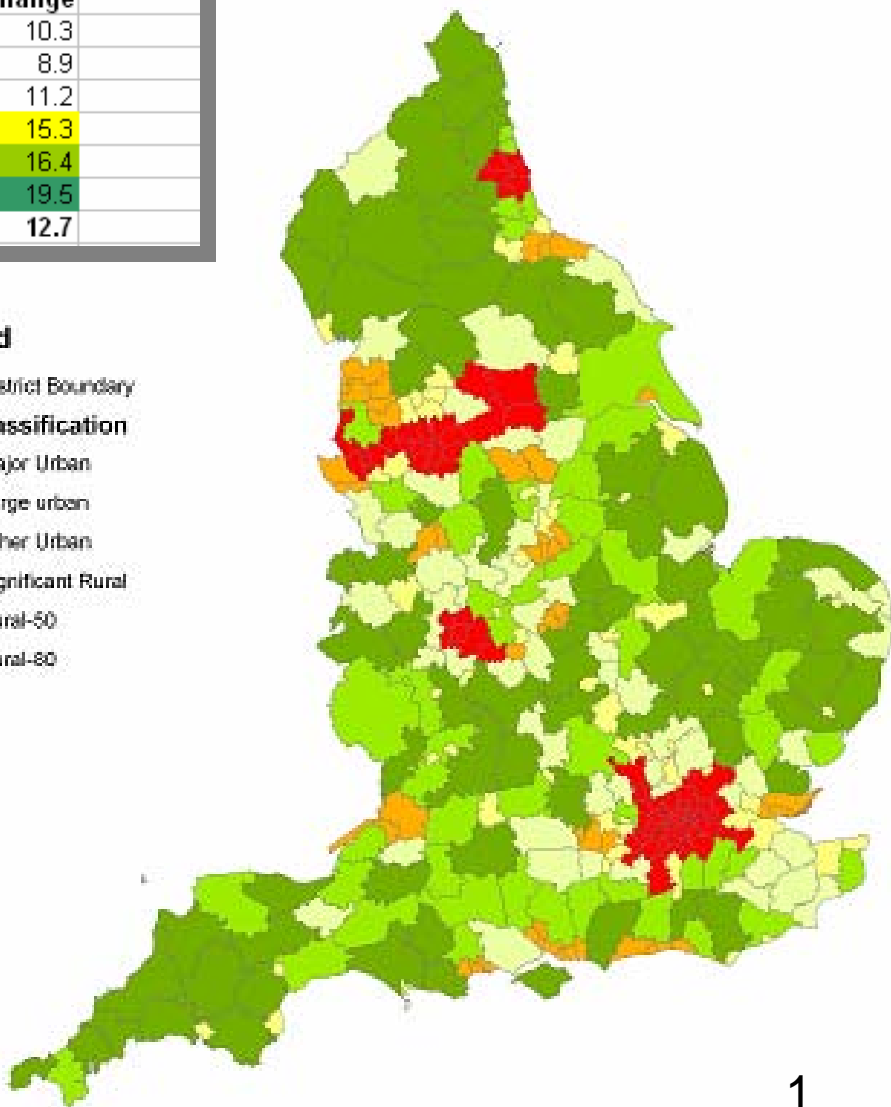 hange
10.3
8.9
11.2
15.3
16.4
19.5
12.7
d
strict Boundary
assification
ajor Urban
rge urban
her Urban
gnificant Rural
ural-50
ural-80
1